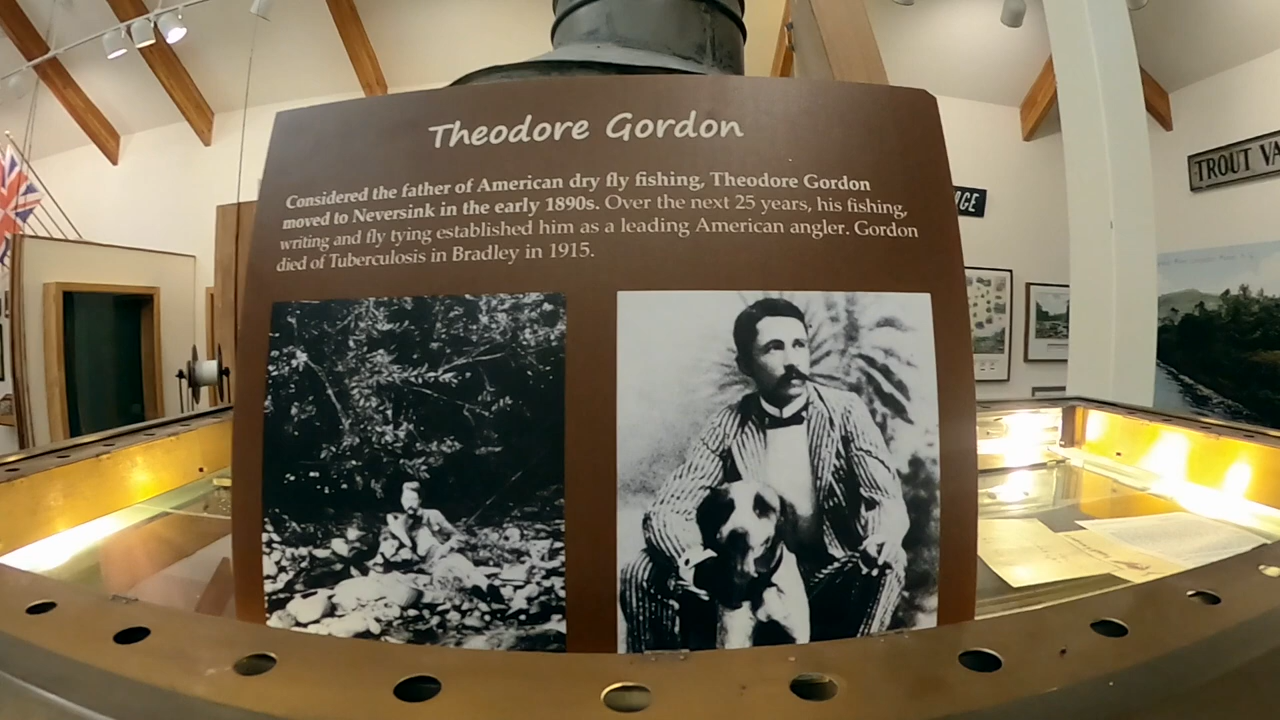 Theodore Gordon
Considered the father of American dry fly fishing, Theodore Gordon
moved to Neversink in the early 1890s. Over the next 25 years, his fishing,
writing and fly tying established him as a leading American angler. Gordon
died of Tuberculosis in Bradley in 1915.
TROUT VA